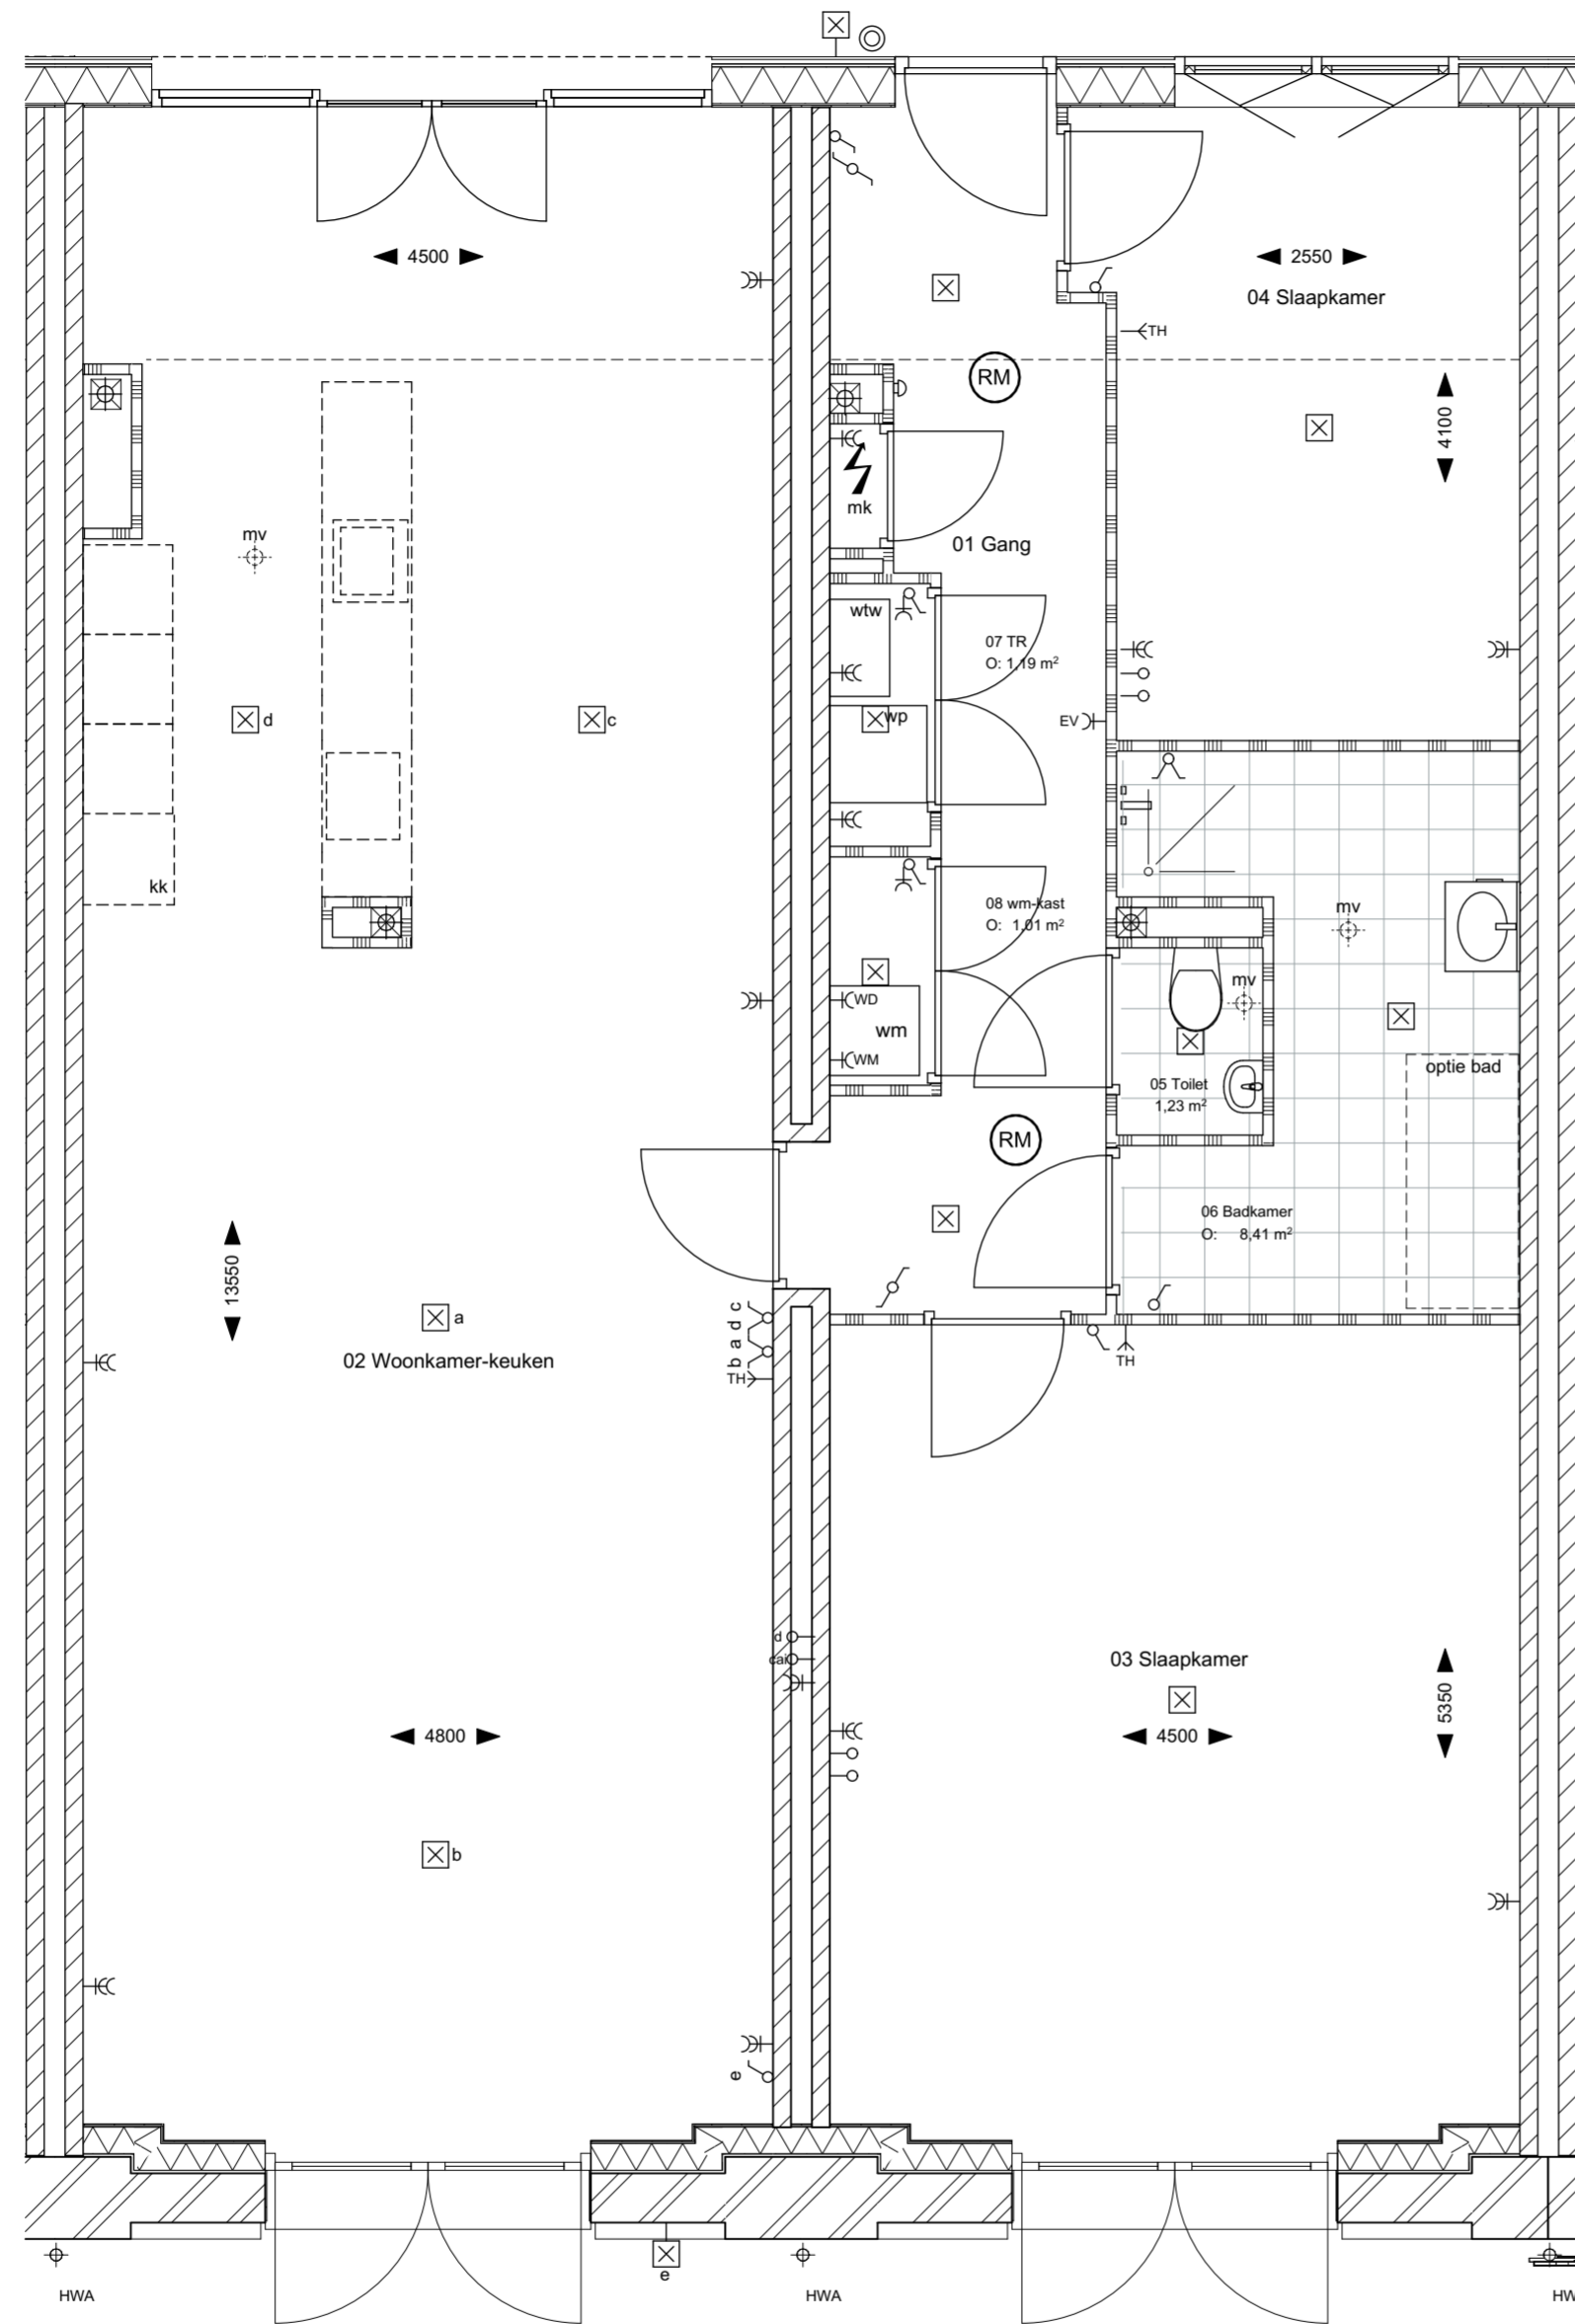 4500
2550
04 Slaapkamer
TH
RM
4100
mk
mv
01 Gang
wtw
07 TR
O: 1,19 m²
d
c
wp
EV
kk
08 wm-kast
O: 1,01 m²
mv
mv
WD
wm
WM
optie bad
05 Toilet
1,23 m²
RM
06 Badkamer
O: 8,41 m²
13550
a
b a d c
02 Woonkamer-keuken
TH
TH
d
cai
03 Slaapkamer
5350
4800
4500
b
e
e
HWA
HWA
HW